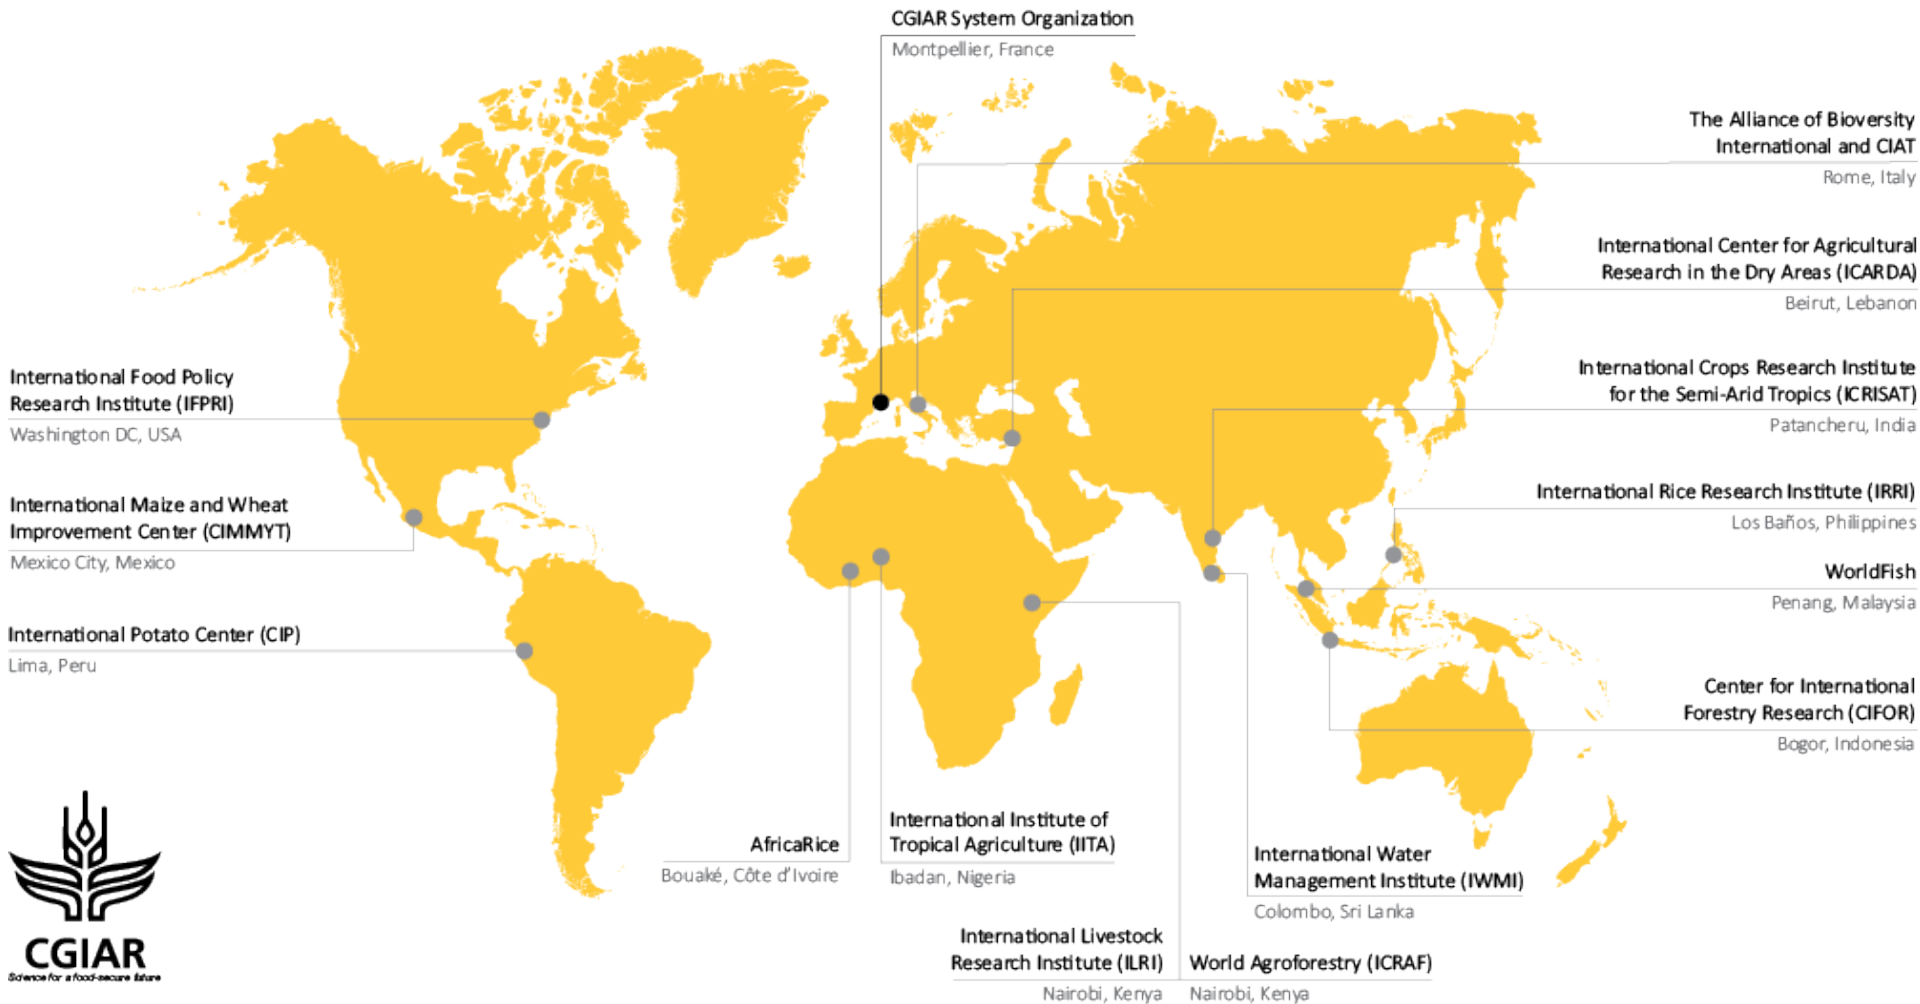 CGIAR System Organization
Montpellier, France
The Alliance of Bioversity
International and CIAT
Rome, Italy
International Center for Agricultural
Research in the Dry Areas (ICARDA)
Beirut, Lebanon
International Food Policy
Research Institute (IFPRI)
Washington DC, USA
International Crops Research Institute
for the Semi-Arid Tropics (ICRISAT)
Patancheru, India
International Maize and Wheat
Improvement Center (CIMMYT)
Mexico City, Mexico
International Rice Research Institute (IRRI)
Los Baños, Philippines
WorldFish
Penang, Malaysia
International Potato Center (CIP)
Lima, Peru
Center for International
Forestry Research (CIFOR)
Bogor, Indonesia
AfricaRice
Bouaké, Côte d'Ivoire
International Institute of
Tropical Agriculture (IITA)
Ibadan, Nigeria
International Water
Management Institute (IWMI)
Colombo, Sri Lanka
International Livestock
Research Institute (ILRI)
Nairobi, Kenya
World Agroforestry (ICRAF)
Nairobi, Kenya
CGIAR
Science for a food-secure future